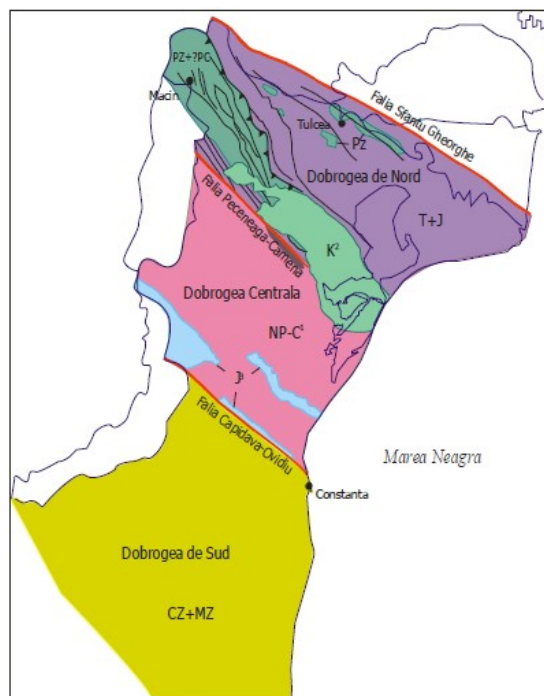 PZ+?PC
Macin
Tulcea
PZ
Falia Sfantu Gheorghe
Dobrogea de Nord
T+J
Falia Peceneaga-Camena
K²
Dobrogea Centrala
NP-C
J³
Falia Capidava-Ovidiu
Marea Neagra
Constanta
Dobrogea de Sud
CZ+MZ